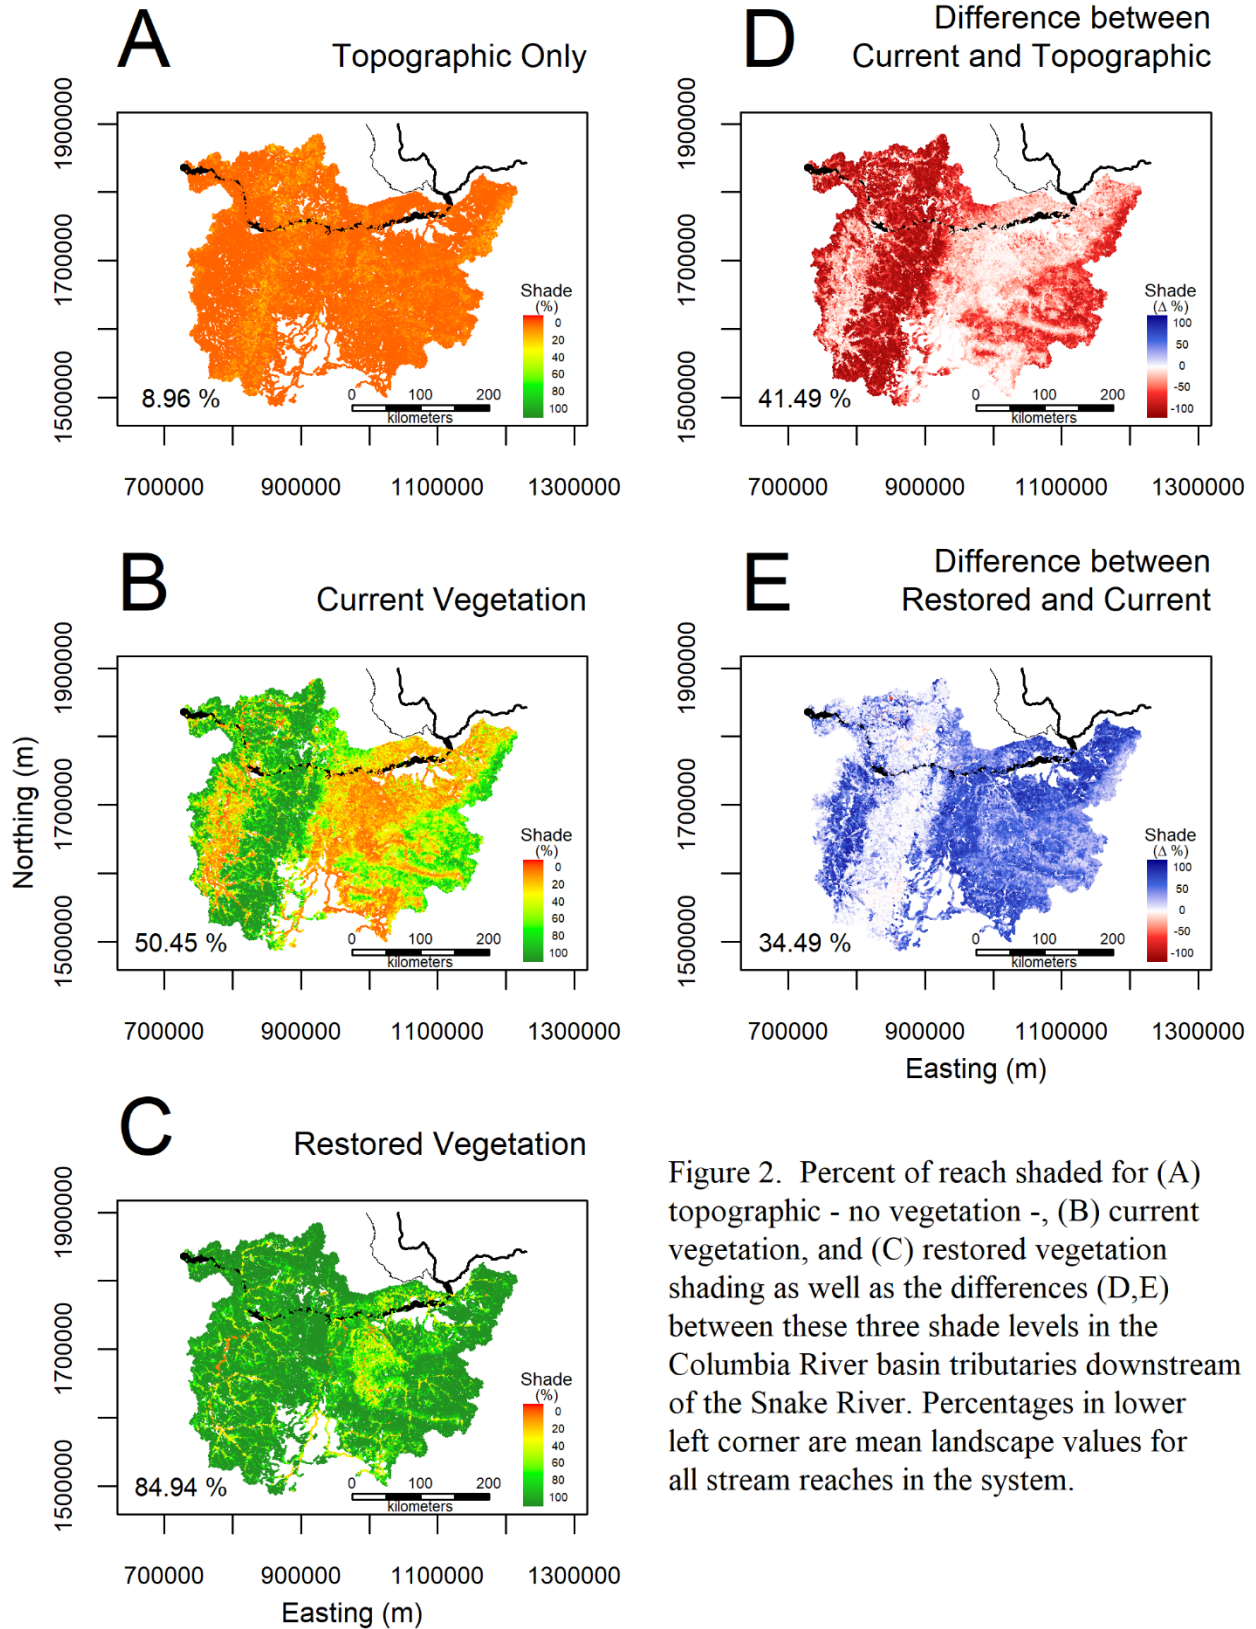 A
Topographic Only
1900000
1700000
1500000
Shade
(%)
0
20
40
60
80
100
8.96 %
0 100 200
kilometers
700000 900000 1100000 1300000
D
Difference between
Current and Topographic
1900000
1700000
1500000
Shade
(Δ %)
100
50
0
-50
-100
41.49 %
0 100 200
kilometers
700000 900000 1100000 1300000
B
Current Vegetation
Northing (m)
1900000
1700000
1500000
Shade
(%)
0
20
40
60
80
100
50.45 %
0 100 200
kilometers
700000 900000 1100000 1300000
E
Difference between
Restored and Current
1900000
1700000
1500000
Shade
(Δ %)
100
50
0
-50
-100
34.49 %
0 100 200
kilometers
700000 900000 1100000 1300000
Easting (m)
C
Restored Vegetation
1900000
1700000
1500000
Shade
(%)
0
20
40
60
80
100
84.94 %
0 100 200
kilometers
700000 900000 1100000 1300000
Easting (m)
Figure 2. Percent of reach shaded for (A)
topographic - no vegetation -, (B) current
vegetation, and (C) restored vegetation
shading as well as the differences (D,E)
between these three shade levels in the
Columbia River basin tributaries downstream
of the Snake River. Percentages in lower
left corner are mean landscape values for
all stream reaches in the system.